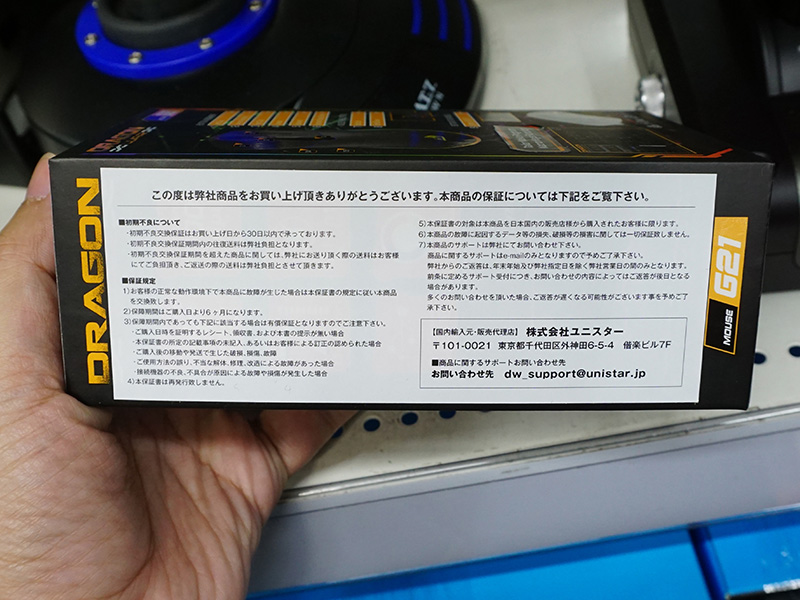 DRAGON
この度は弊社商品をお買い上げ頂きありがとうございます。本商品の保証については下記をご覧下さい。
■初期不良について
・初期不良交換保証はお買い上げ日から30日以内で承っております。
・初期不良交換保証期間内の往復送料は弊社負担となります。
・初期不良交換保証期間を超えた商品に関しては、弊社にお送り頂く際の送料はお客様
にてご負担頂き、ご返送の際の送料は弊社負担とさせて頂きます。
■保証規定
1)お客様の正常な動作環境下で本商品が故障が生じた場合は本保証書の規定に従い商品
を交換致します。
2)保障期間はご購入日より6ヶ月になります。
3)保障期間内であっても下記に該当する場合は有償保証となりますのでご注意下さい。
・ご購入日時を証明するレシート、領収書、および本書の提示が無い場合
・本保証書の所定の記載事項の未記入、あるいはお客様による訂正の認められた場合
・ご購入後の移動や発送で生じた破損、損傷、故障
・ご使用方法の誤り、不当な解体、修理、改造による故障があった場合
・接続機器の不良、不具合が原因による故障や損傷が発生した場合
4)本保証書は再発行致しません。
5)本保証書の対象は本商品を日本国内の販売店様から購入されたお客様に限ります。
6)本商品の故障に起因するデータ等の損失、破損等の損害に関しては一切保証致しません。
7)本商品のサポートは弊社にてお問い合わせ下さい。
商品に関するサポートはe-mailのみとなりますので予めご了承下さい。
弊社からのご返答は、年末年始及び弊社指定日を除く弊社営業日の間のみとなります。
前条に定めるサポート受付につき、お問い合わせの内容によってはご返答が後日となる
場合があります。
多くのお問い合わせを頂いた場合、ご返答が遅くなる可能性がございます事を予めご了
承下さい。
【国内輸入元・販売代理店】 株式会社ユニスター
〒101-0021 東京都千代田区外神田6-5-4 偕楽ビル7F
■商品に関するサポートお問い合わせ先
お問い合わせ先 dw_support@unistar.jp
MOUSE G21